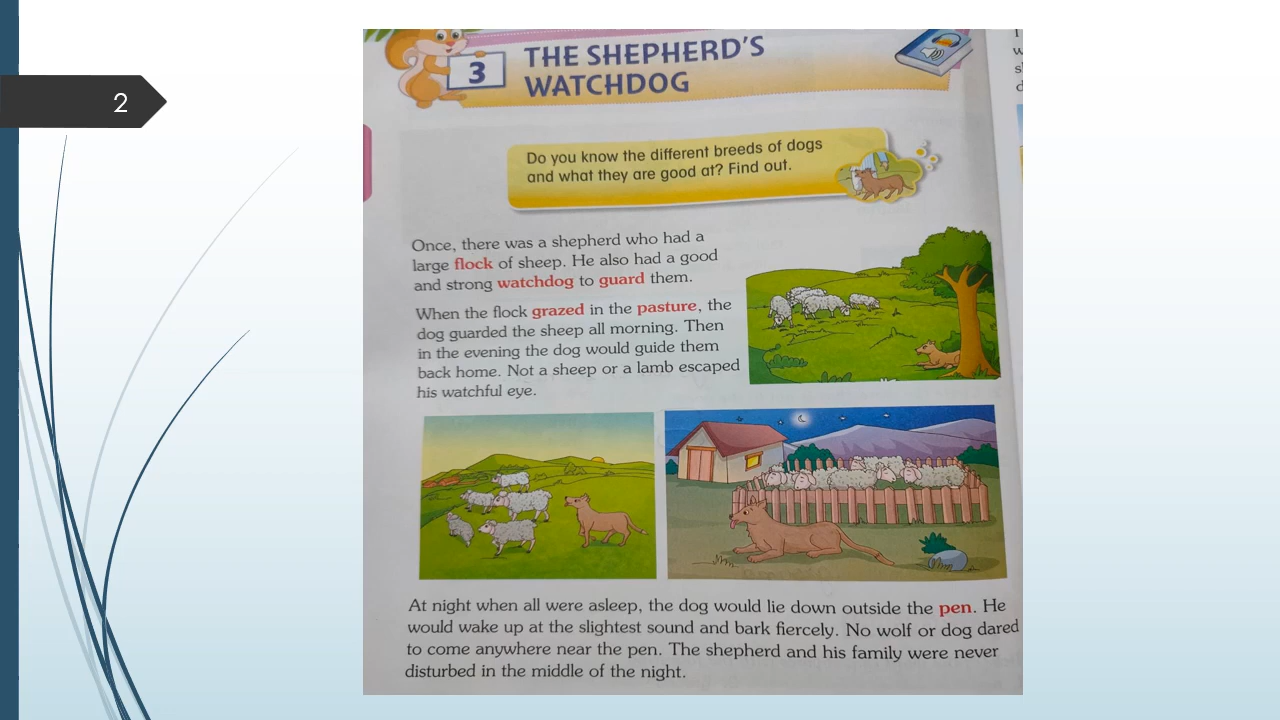 2
3
THE SHEPHERD'S
WATCHDOG
Do you know the different breeds of dogs
and what they are good at? Find out.
Once, there was a shepherd who had a
large flock of sheep. He also had a good
and strong watchdog to guard them.
When the flock grazed in the pasture, the
dog guarded the sheep all morning. Then
in the evening the dog would guide them
back home. Not a sheep or a lamb escaped
his watchful eye.
At night when all were asleep, the dog would lie down outside the pen. He
would wake up at the slightest sound and bark fiercely. No wolf or dog dared
to come anywhere near the pen. The shepherd and his family were never
disturbed in the middle of the night.